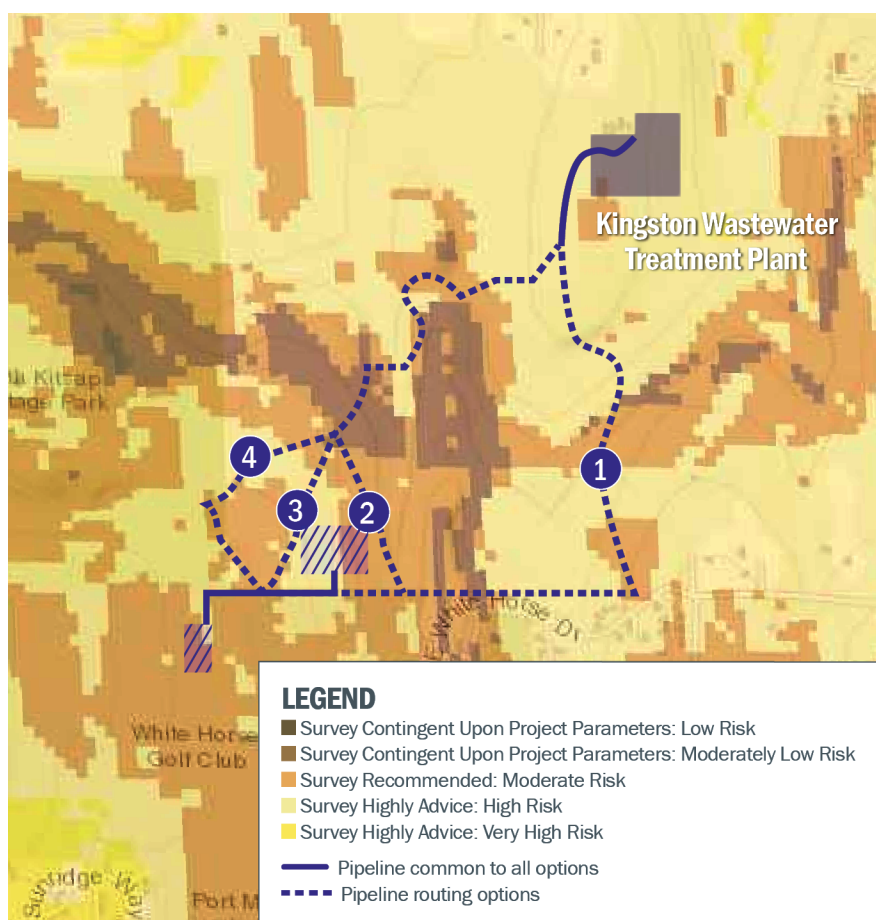 Kingston Wastewater
Treatment Plant
Kitsap
Park
4
1
3
2
E White Horse Dr
White Horse
Golf Club
LEGEND
Survey Contingent Upon Project Parameters: Low Risk
Survey Contingent Upon Project Parameters: Moderately Low Risk
Survey Recommended: Moderate Risk
Survey Highly Advice: High Risk
Survey Highly Advice: Very High Risk
Pipeline common to all options
Pipeline routing options
Way
Port M